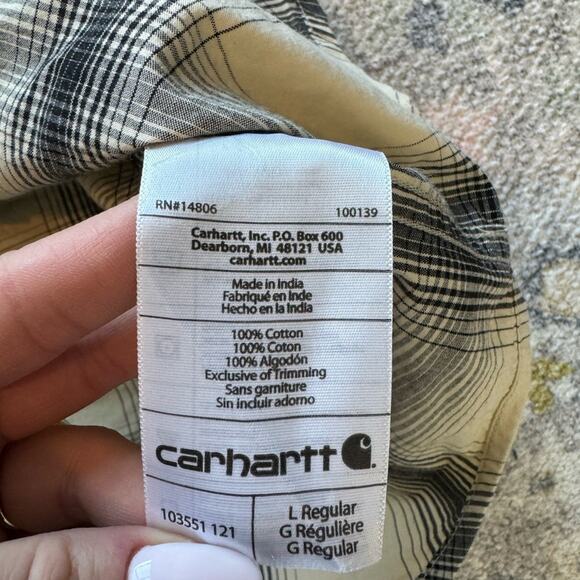 RN#14806 100139
Carhartt, Inc. P.O. Box 600
Dearborn, MI 48121 USA
carhartt.com
Made in India
Fabriqué en Inde
Hecho en la India
100% Cotton
100% Coton
100% Algodón
Exclusive of Trimming
Sans garniture
Sin incluir adorno
carhartt
103551 121
L Regular
G Régulière
G Regular